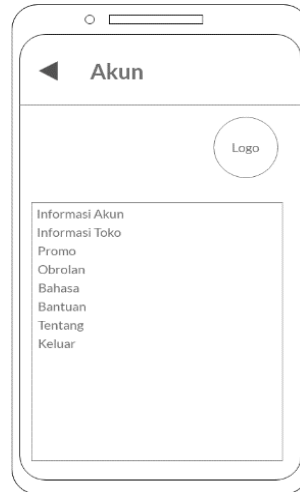 Akun
Logo
Informasi Akun
Informasi Toko
Promo
Obrolan
Bahasa
Bantuan
Tentang
Keluar